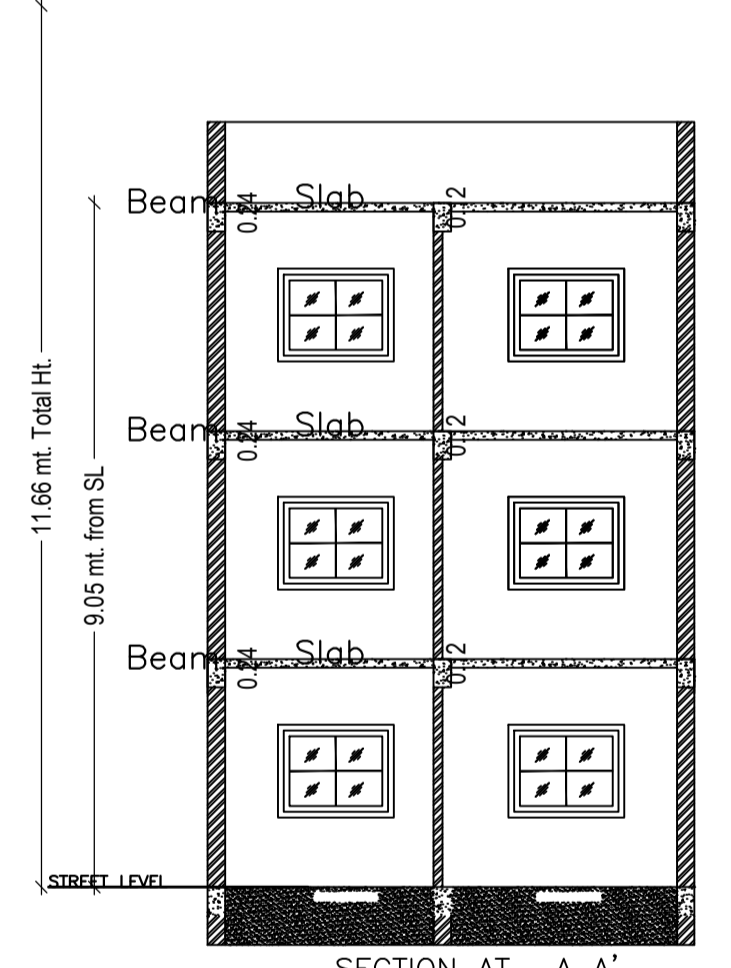 Beam 0.24 Slab 0.12
Beam 0.24 Slab 0.12
Beam 0.24 Slab 0.12
11.66 mt. Total Ht.
9.05 mt. from SL
STREET LEVEL
SECTION AT A A'